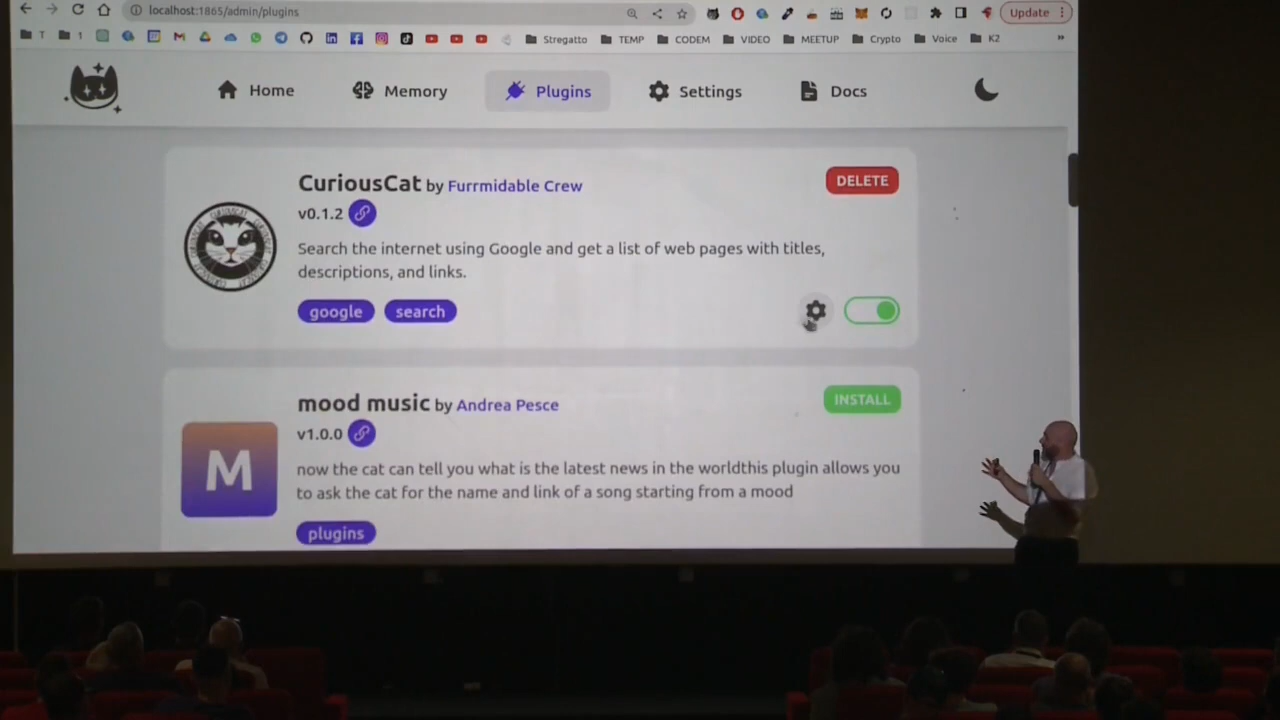 localhost:1865/admin/plugins
Update
T 1 Stregatto TEMP CODEM VIDEO MEETUP Crypto Voice K2 »
Home Memory Plugins Settings Docs
CuriousCat by Furrmidable Crew
DELETE
v0.1.2
Search the internet using Google and get a list of web pages with titles,
descriptions, and links.
google search
mood music by Andrea Pesce
INSTALL
v1.0.0
M
now the cat can tell you what is the latest news in the worldthis plugin allows you
to ask the cat for the name and link of a song starting from a mood
plugins